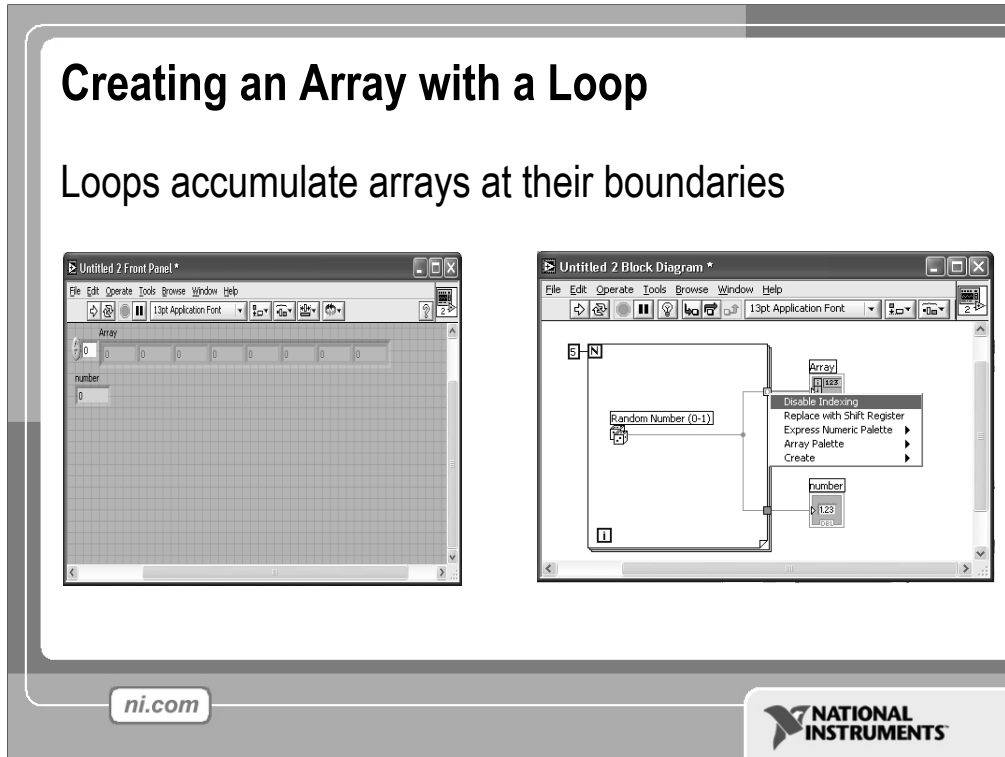 Creating an Array with a Loop
Loops accumulate arrays at their boundaries
Untitled 2 Front Panel *
File Edit Operate Tools Browse Window Help
13pt Application Font
? 2
Array
0 0 0 0 0 0 0 0 0
number
0
Untitled 2 Block Diagram *
File Edit Operate Tools Browse Window Help
13pt Application Font
2
5 N
Array
123
Disable Indexing
Replace with Shift Register
Express Numeric Palette
Array Palette
Create
Random Number (0-1)
number
1.23
DBL
i
ni.com
NATIONAL
INSTRUMENTS